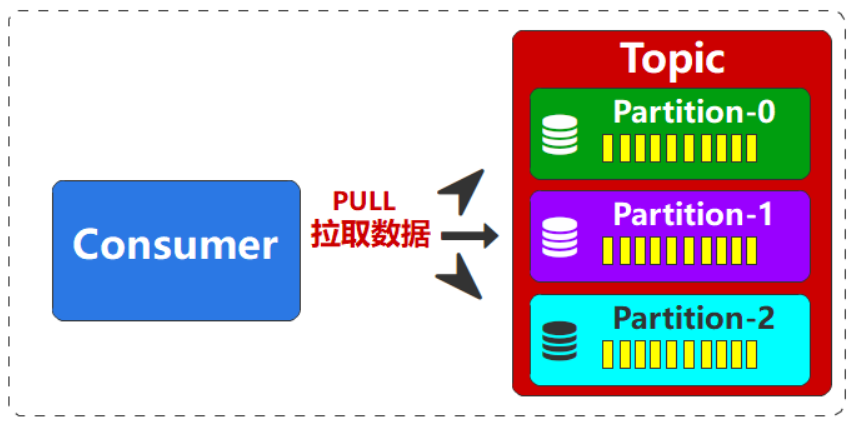 Topic
Partition-0
Partition-1
Partition-2
Consumer
PULL
拉取数据